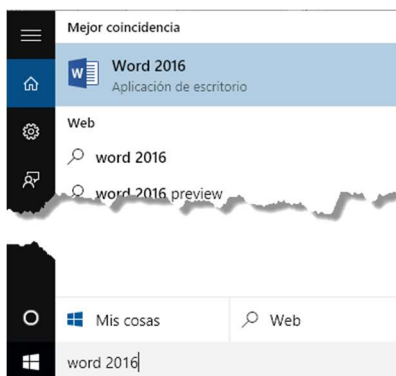 Mejor coincidencia
Word 2016
Aplicación de escritorio
Web
word 2016
word 2016 preview
Mis cosas
Web
word 2016